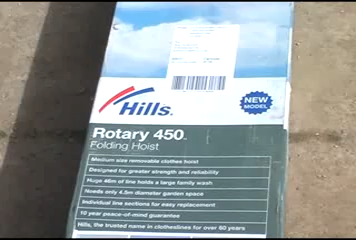 Hills
NEW
MODEL
Rotary 450
Folding Hoist
Medium size removable clothes hoist
Designed for greater strength and reliability
Huge 46m of line holds a large family wash
Needs only 4.5m diameter garden space
Individual line sections for easy replacement
10 year peace-of-mind guarantee
Hills, the trusted name in clotheslines for over 60 years